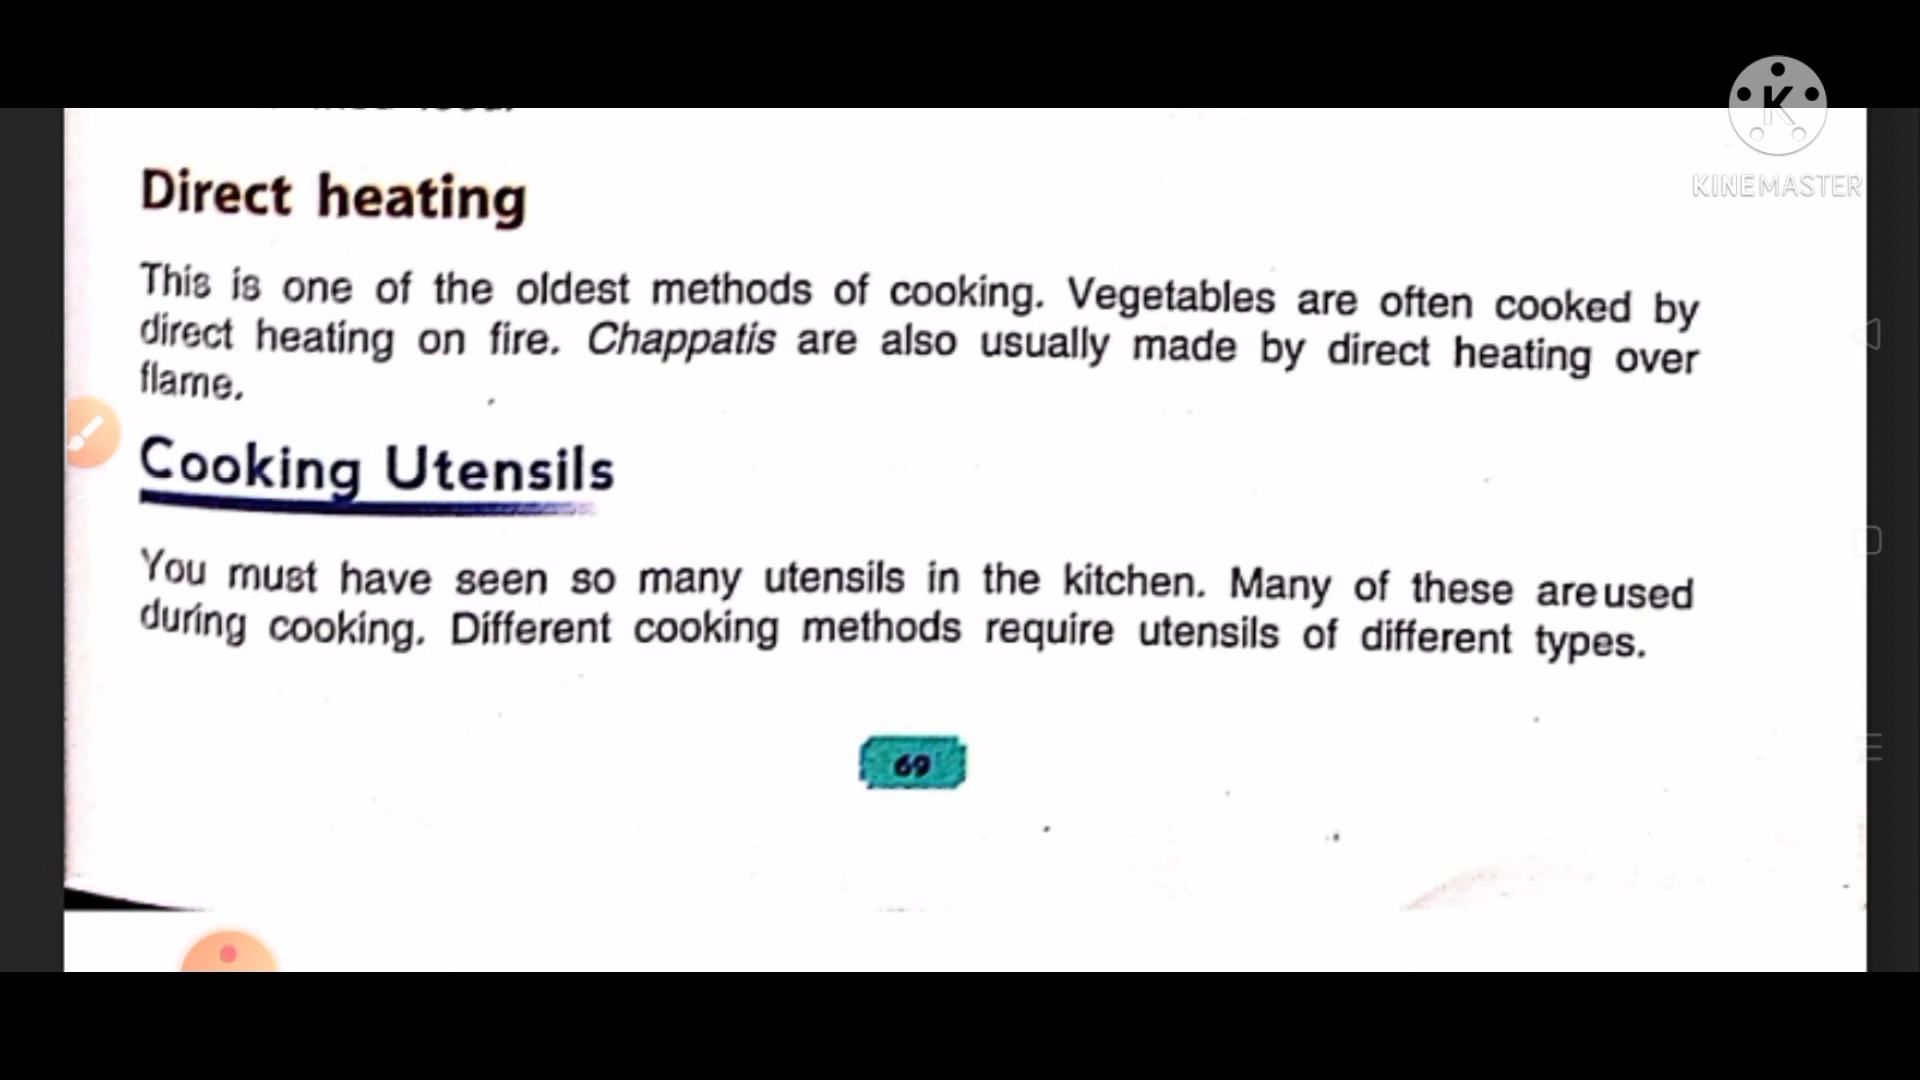 K
KINEMASTER
Direct heating
This is one of the oldest methods of cooking. Vegetables are often cooked by
direct heating on fire. Chappatis are also usually made by direct heating over
flame.
Cooking Utensils
You must have seen so many utensils in the kitchen. Many of these are used
during cooking. Different cooking methods require utensils of different types.
69